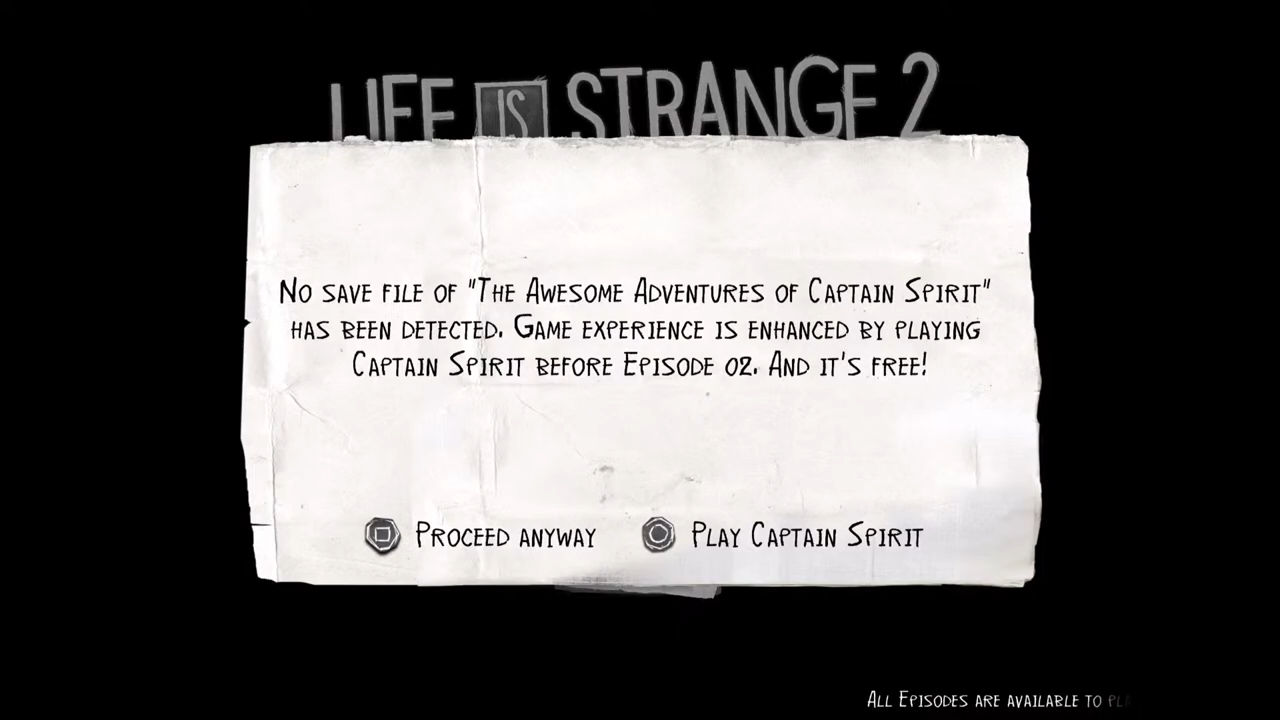 LIFE IS STRANGE 2
NO SAVE FILE OF "THE AWESOME ADVENTURES OF CAPTAIN SPIRIT"
HAS BEEN DETECTED. GAME EXPERIENCE IS ENHANCED BY PLAYING
CAPTAIN SPIRIT BEFORE EPISODE 02. AND IT'S FREE!
PROCEED ANYWAY PLAY CAPTAIN SPIRIT
ALL EPISODES ARE AVAILABLE TO